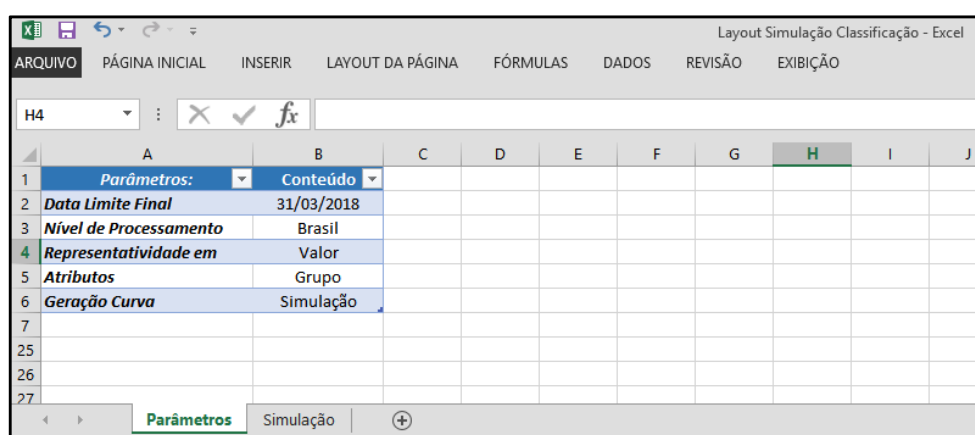 Layout Simulação Classificação - Excel
ARQUIVO PÁGINA INICIAL INSERIR LAYOUT DA PÁGINA FÓRMULAS DADOS REVISÃO EXIBIÇÃO
H4 fx
A B C D E F G H I J
1 Parâmetros: Conteúdo
2 Data Limite Final 31/03/2018
3 Nível de Processamento Brasil
4 Representatividade em Valor
5 Atributos Grupo
6 Geração Curva Simulação
7
25
26
27
Parâmetros Simulação